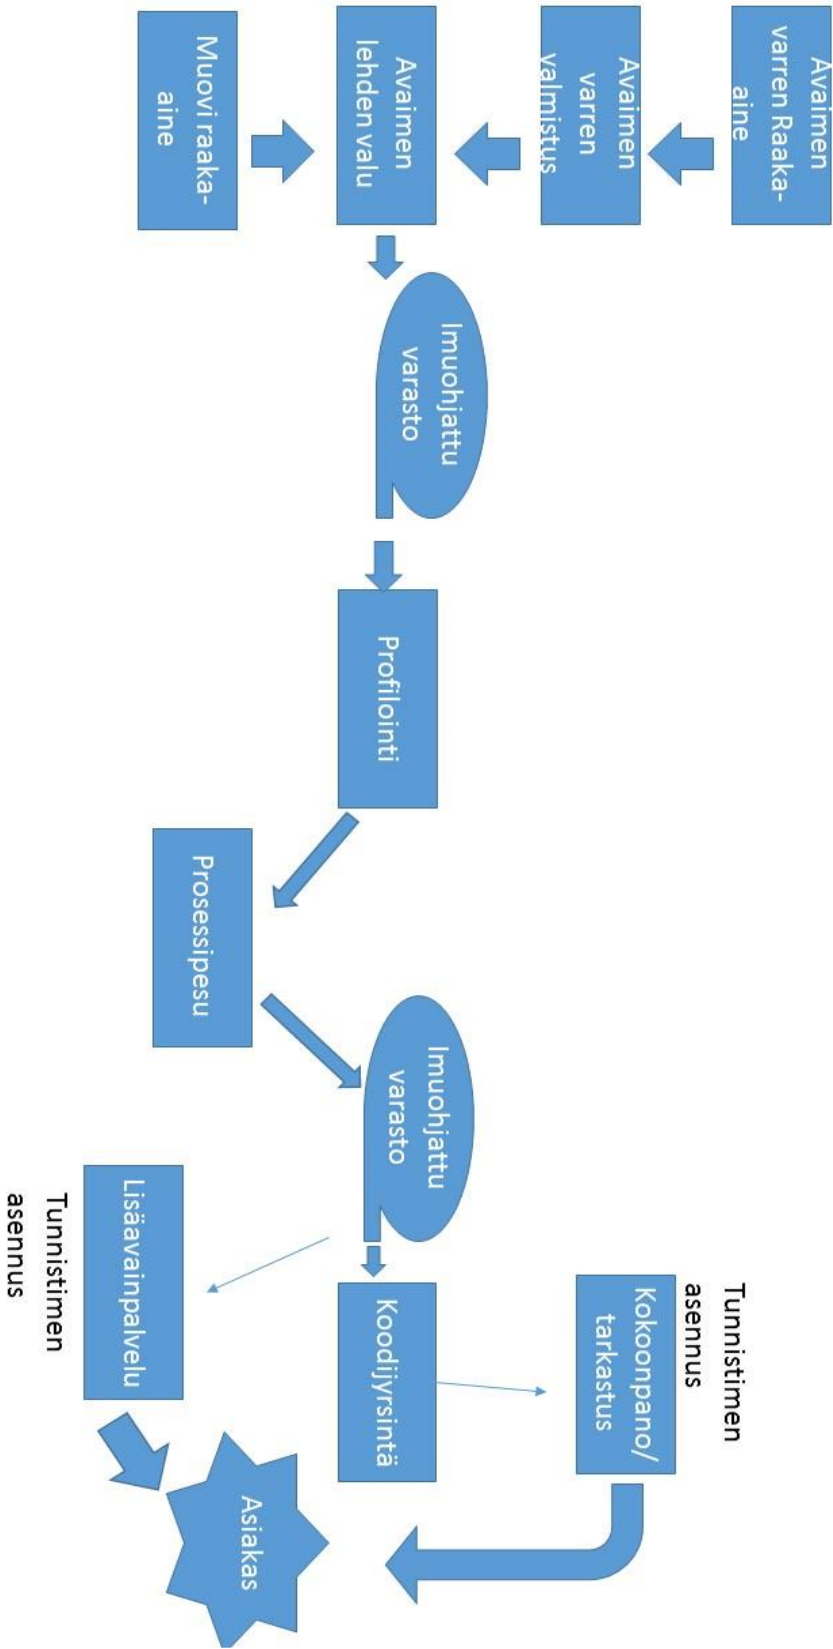 Avaimen
varren Raaka-
aine
Avaimen
varren
valmistus
Avaimen
lehden valu
Muovi raaka-
aine
Imuohjattu
varasto
Profilointi
Prosessipesu
Imuohjattu
varasto
Tunnistimen
asennus
Kokoonpano/
tarkastus
Koodijyrsintä
Lisäavainpalvelu
Tunnistimen
asennus
Asiakas